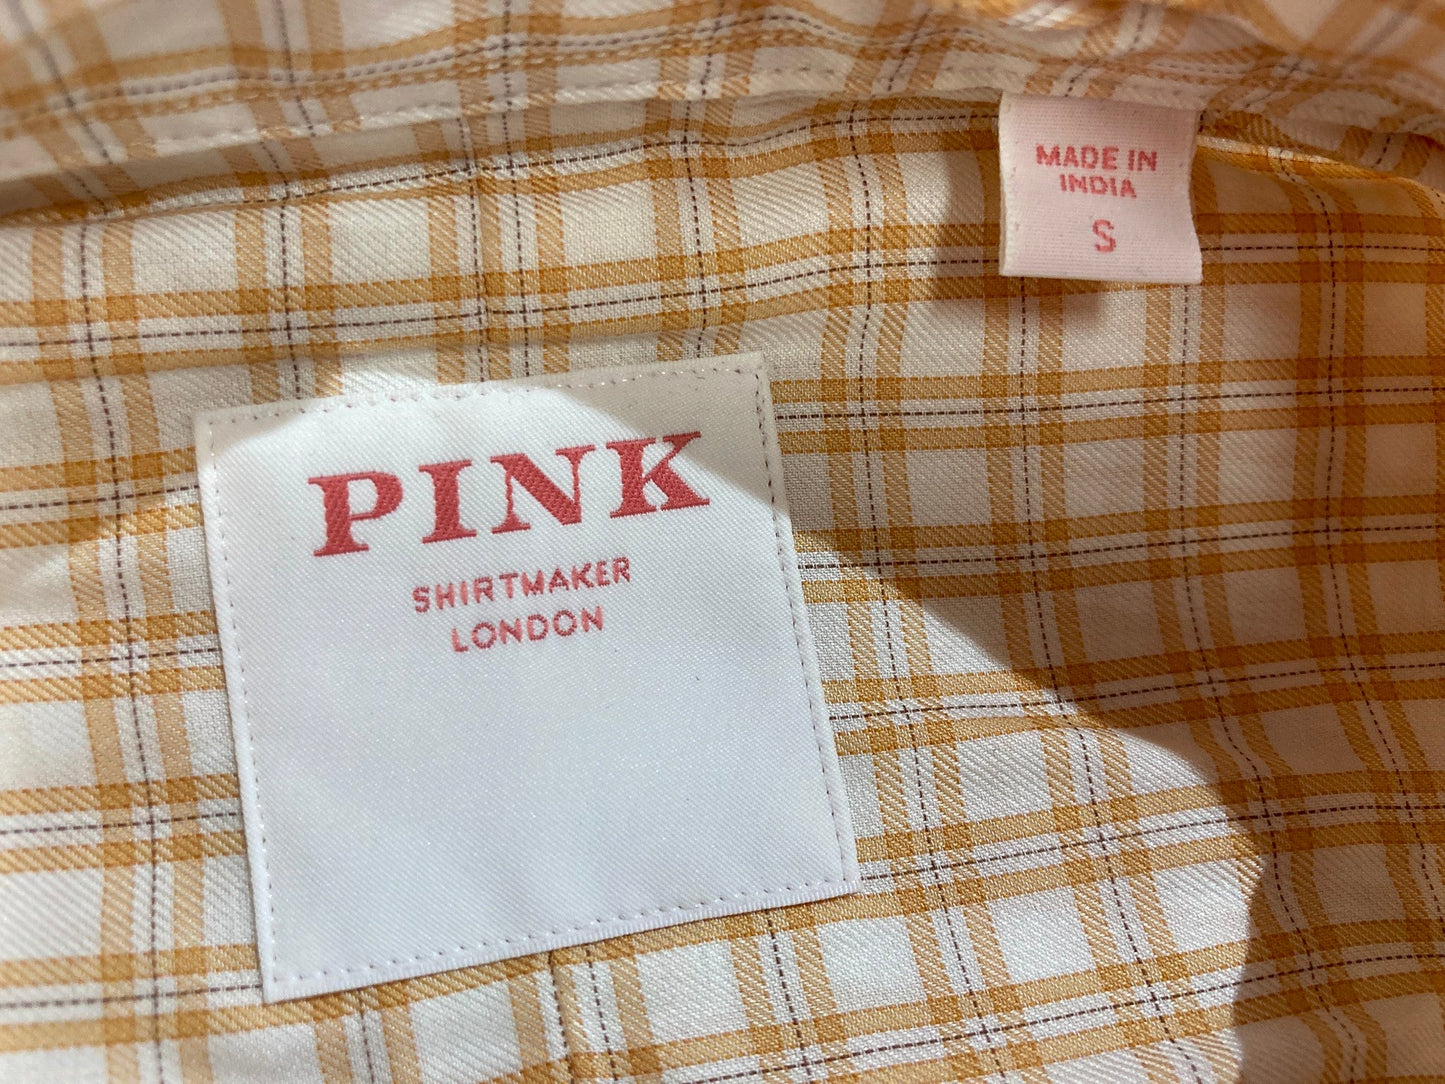 MADE IN
INDIA
S
PINK
SHIRTMAKER
LONDON